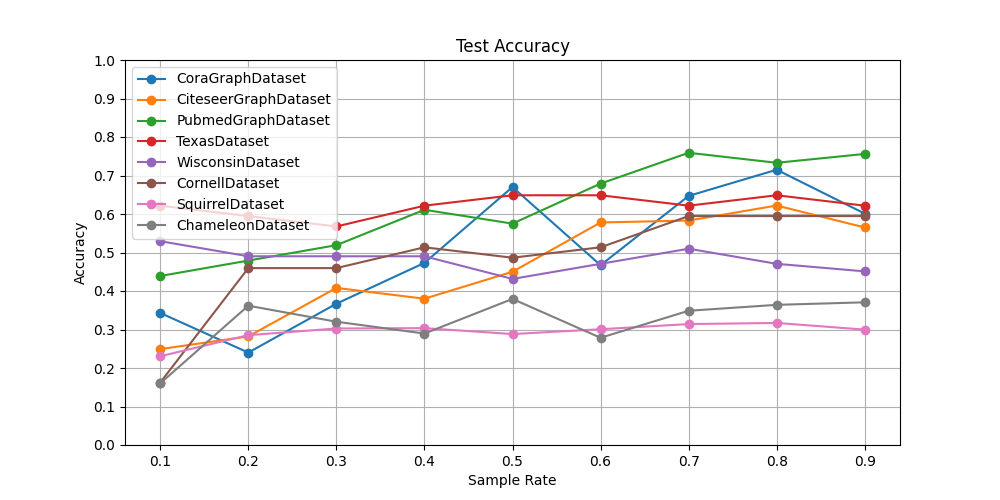 Test Accuracy
1.0
0.9
0.8
0.7
0.6
0.5
0.4
0.3
0.2
0.1
0.0
Accuracy
CoraGraphDataset
CiteseerGraphDataset
PubmedGraphDataset
TexasDataset
WisconsinDataset
CornellDataset
SquirrelDataset
ChameleonDataset
0.1 0.2 0.3 0.4 0.5 0.6 0.7 0.8 0.9
Sample Rate